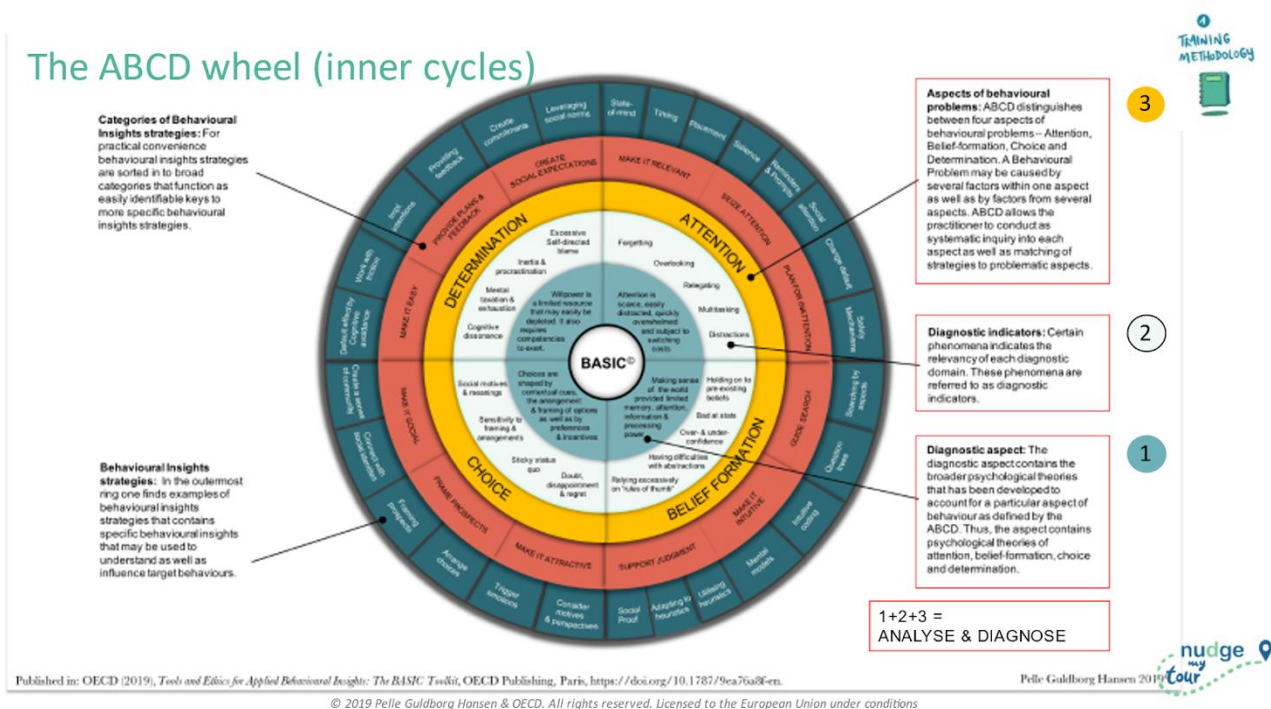 1
TRAINING
METHODOLOGY
The ABCD wheel (inner cycles)
Categories of Behavioural
Insights strategies: For
practical convenience
behavioural insights strategies
are sorted in to broad
categories that function as
easily identifiable keys to
more specific behavioural
insights strategies.
Behavioural Insights
strategies: In the outermost
ring one finds examples of
behavioural insights
strategies that contains
specific behavioural insights
that may be used to
understand as well as
influence target behaviours.
State-
of-mind
Timing
Placement
Salience
Reminders
& Prompts
Social
attention
Change default
Safety
Mechanisms
Searching by
aspects
Question
trees
Intuitive
coding
Mental
models
Utilising
heuristics
Adapting to
heuristics
Social
Proof
Consider
motives
& perspectives
Trigger
emotions
Arrange
choices
Framing
prospects
Connect with
social identities
Create a sense
of community
Default effect by
Cognitive
avoidance
Work with
friction
Impl.
intentions
Providing
feedback
Create
commitments
Leveraging
social norms
MAKE IT RELEVANT
SEIZE ATTENTION
PLAN FOR INATTENTION
GUIDE SEARCH
MAKE IT
INTUITIVE
SUPPORT JUDGMENT
MAKE IT ATTRACTIVE
FRAME PROSPECTS
MAKE IT SOCIAL
MAKE IT EASY
PROVIDE PLANS &
FEEDBACK
CREATE
SOCIAL EXPECTATIONS
ATTENTION
BELIEF FORMATION
CHOICE
DETERMINATION
Forgetting
Overlooking
Relegating
Multitasking
Distractions
Holding on to
pre-existing
beliefs
Bad at stats
Over- & under-
confidence
Having difficulties
with abstractions
Relying excessively
on "rules of thumb"
Doubt,
disappointment
& regret
Sticky status
quo
Sensitivity to
framing &
arrangements
Social motives
& meanings
Cognitive
dissonance
Mental
taxation &
exhaustion
Inertia &
procrastination
Excessive
Self-directed
blame
Willpower is
a limited resource
that may easily be
depleted. It also
requires
competencies
to exert.
Attention is
scarce, easily
distracted, quickly
overwhelmed
and subject to
switching
costs
Choices are
shaped by
contextual cues,
the arrangement
& framing of options
as well as by
preferences
& incentives
Making sense
of the world
provided limited
memory, attention,
information &
processing
power
BASIC©
Aspects of behavioural
problems: ABCD distinguishes
between four aspects of
behavioural problems – Attention,
Belief-formation, Choice and
Determination. A Behavioural
Problem may be caused by
several factors within one aspect
as well as by factors from several
aspects. ABCD allows the
practitioner to conduct as
systematic inquiry into each
aspect as well as matching of
strategies to problematic aspects.
3
Diagnostic indicators: Certain
phenomena indicates the
relevancy of each diagnostic
domain. These phenomena are
referred to as diagnostic
indicators.
2
Diagnostic aspect: The
diagnostic aspect contains the
broader psychological theories
that has been developed to
account for a particular aspect of
behaviour as defined by the
ABCD. Thus, the aspect contains
psychological theories of
attention, belief-formation, choice
and determination.
1
1+2+3 =
ANALYSE & DIAGNOSE
nudge
my
tour
Published in: OECD (2019), Tools and Ethics for Applied Behavioural Insights: The BASIC Toolkit, OECD Publishing, Paris, https://doi.org/10.1787/9ea76a8f-en.
Pelle Guldborg Hansen 2019
© 2019 Pelle Guldborg Hansen & OECD. All rights reserved. Licensed to the European Union under conditions